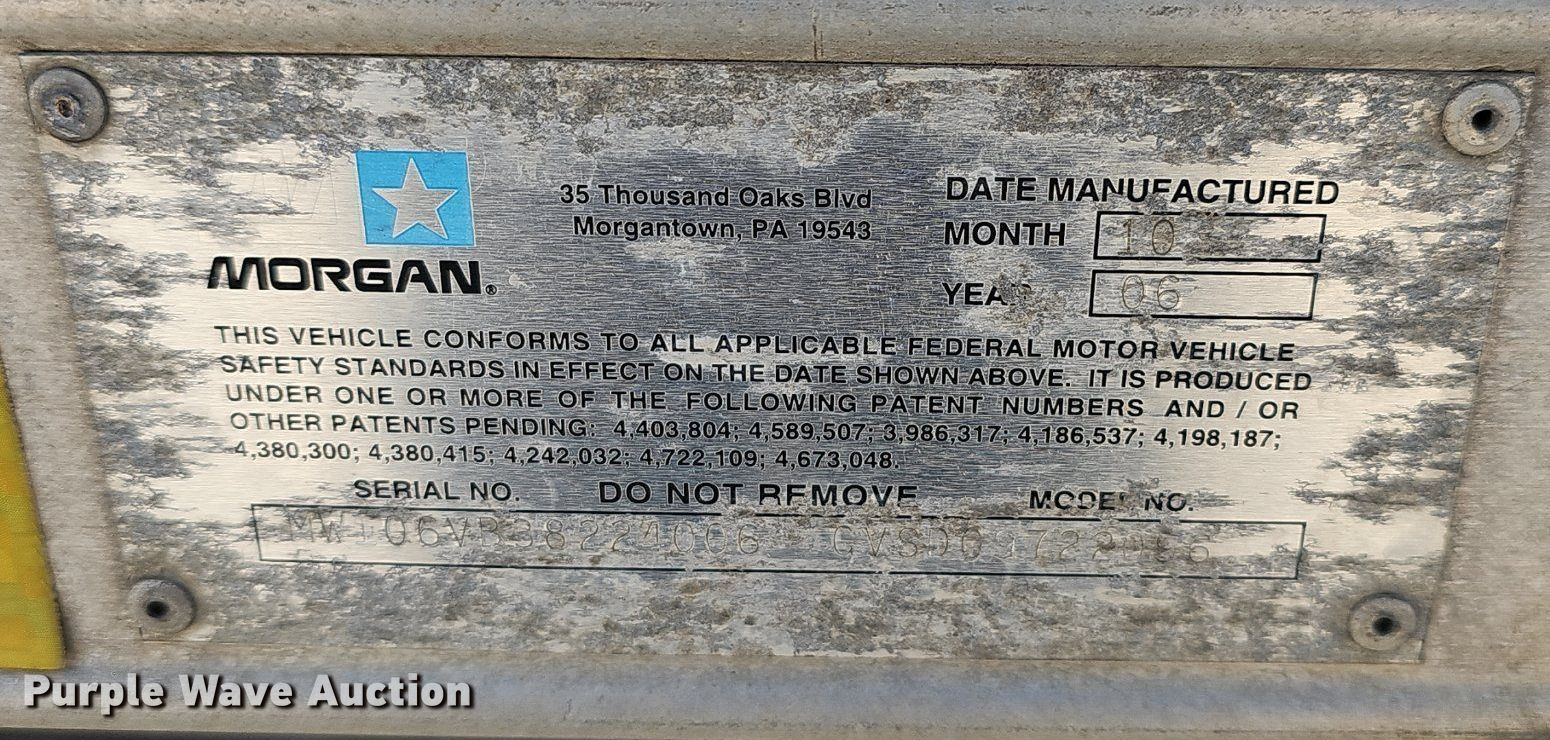 MORGAN®
35 Thousand Oaks Blvd
Morgantown, PA 19543
DATE MANUFACTURED
MONTH 10
YEAR 06
THIS VEHICLE CONFORMS TO ALL APPLICABLE FEDERAL MOTOR VEHICLE
SAFETY STANDARDS IN EFFECT ON THE DATE SHOWN ABOVE. IT IS PRODUCED
UNDER ONE OR MORE OF THE FOLLOWING PATENT NUMBERS AND / OR
OTHER PATENTS PENDING: 4,403,804; 4,589,507; 3,986,317; 4,186,537; 4,198,187;
4,380,300; 4,380,415; 4,242,032; 4,722,109; 4,673,048.
SERIAL NO. DO NOT REMOVE MODEL NO.
Purple Wave Auction